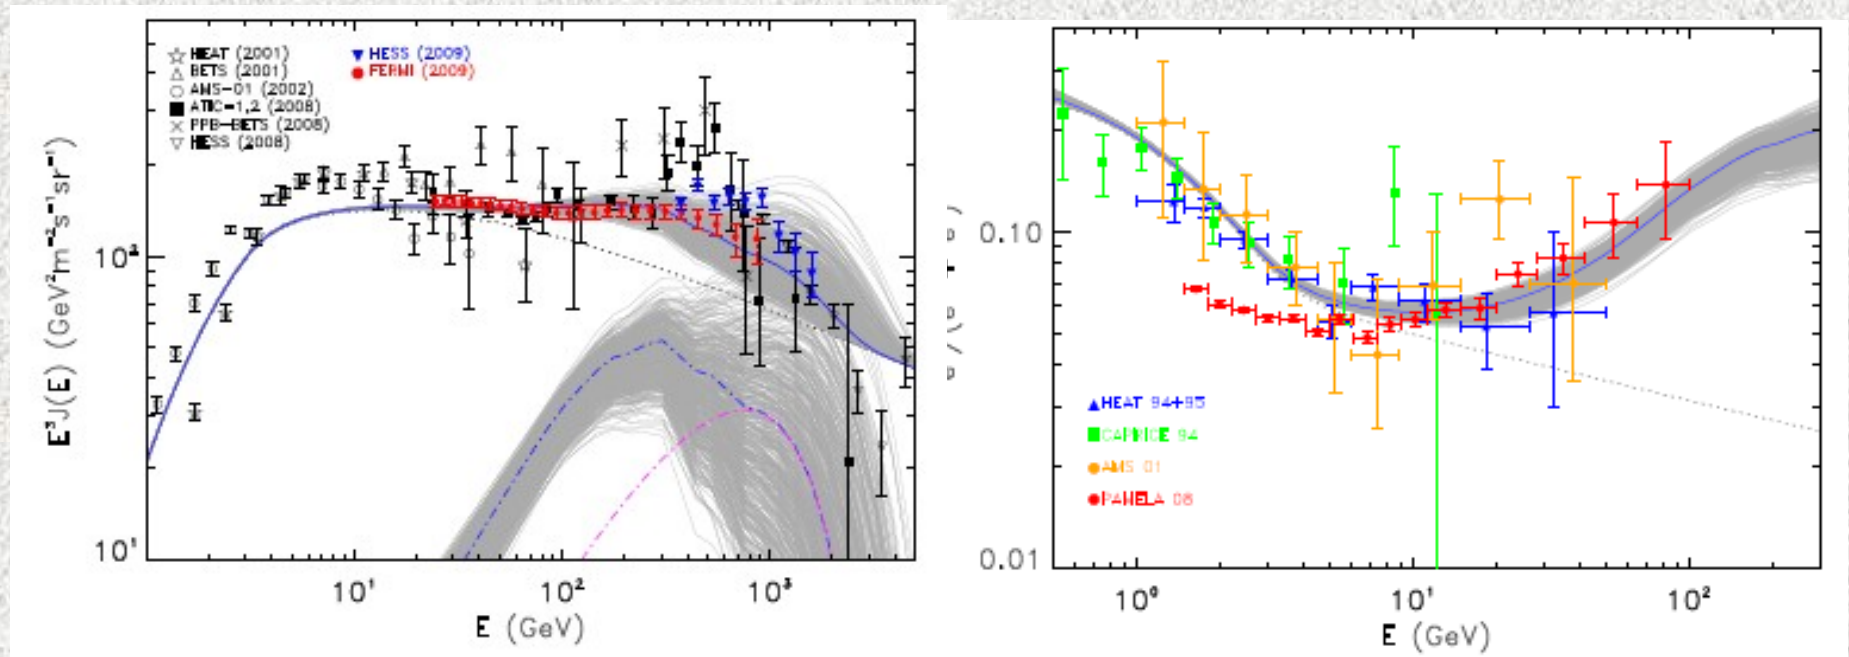 HEAT (2001)
BETS (2001)
AMS-01 (2002)
ATIC-1,2 (2008)
PPB-BETS (2008)
HESS (2008)
HESS (2009)
FERMI (2009)
E³J(E) (GeV²m⁻²s⁻¹sr⁻¹)
10¹
10¹ 10² 10³
E (GeV)
0.10
0.01
HEAT 94+95
CAPRICE 94
AMS 01
PAMELA 08
10⁰ 10¹ 10²
E (GeV)